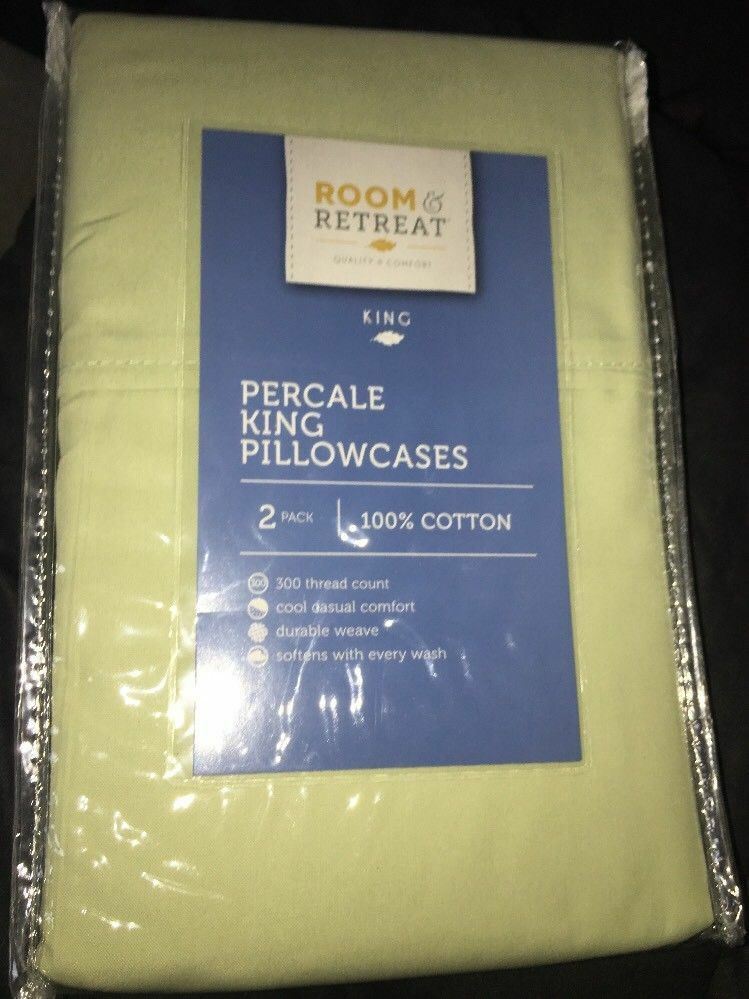 ROOM &
RETREAT
QUALITY & COMFORT
KING
PERCALE
KING
PILLOWCASES
2 PACK 100% COTTON
300 300 thread count
cool casual comfort
durable weave
softens with every wash